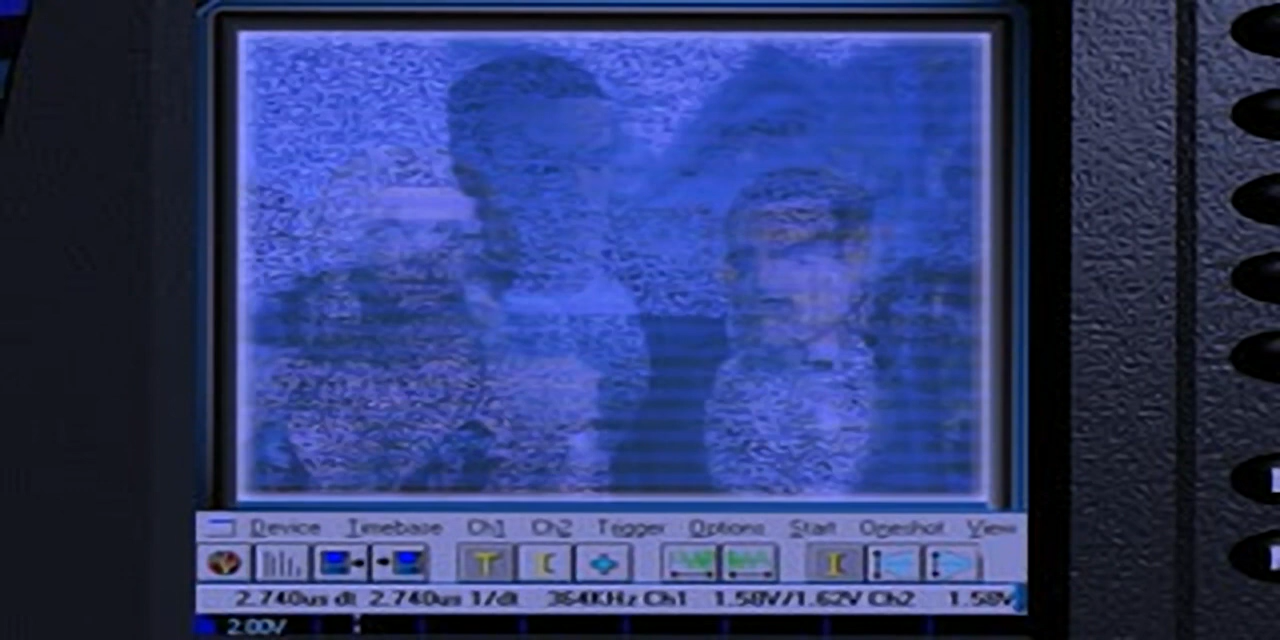 Device Timebase Ch1 Ch2 Trigger Options Start Oneshot View
2.740us dt 2.740us 1/dt 364KHz Ch1 1.58V/1.62V Ch2 1.58V
2.00V